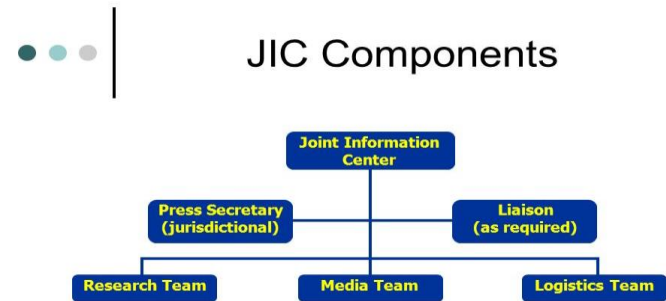 JIC Components
Joint Information
Center
Press Secretary
(jurisdictional)
Liaison
(as required)
Research Team
Media Team
Logistics Team